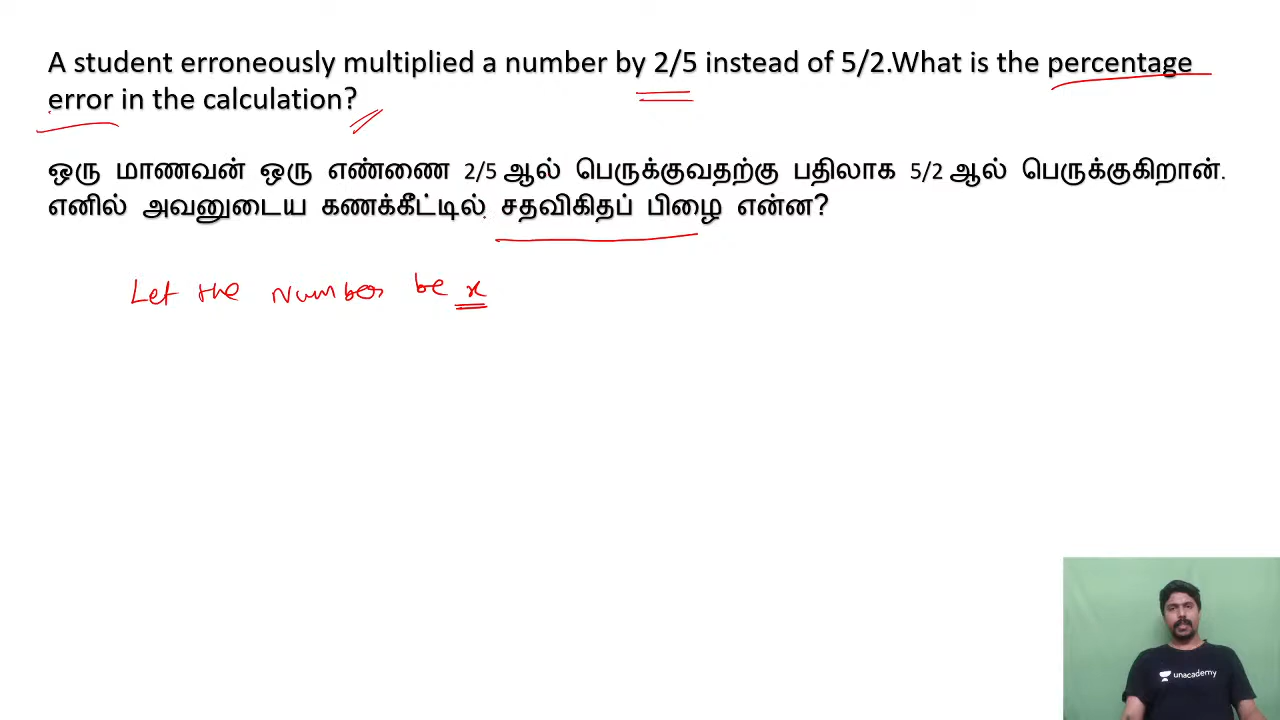 A student erroneously multiplied a number by 2/5 instead of 5/2.What is the percentage
error in the calculation?
ஒரு மாணவன் ஒரு எண்ணை 2/5 ஆல் பெருக்குவதற்கு பதிலாக 5/2 ஆல் பெருக்குகிறான்.
எனில் அவனுடைய கணக்கீட்டில் சதவிகிதப் பிழை என்ன?
Let the Number be x
unacademy